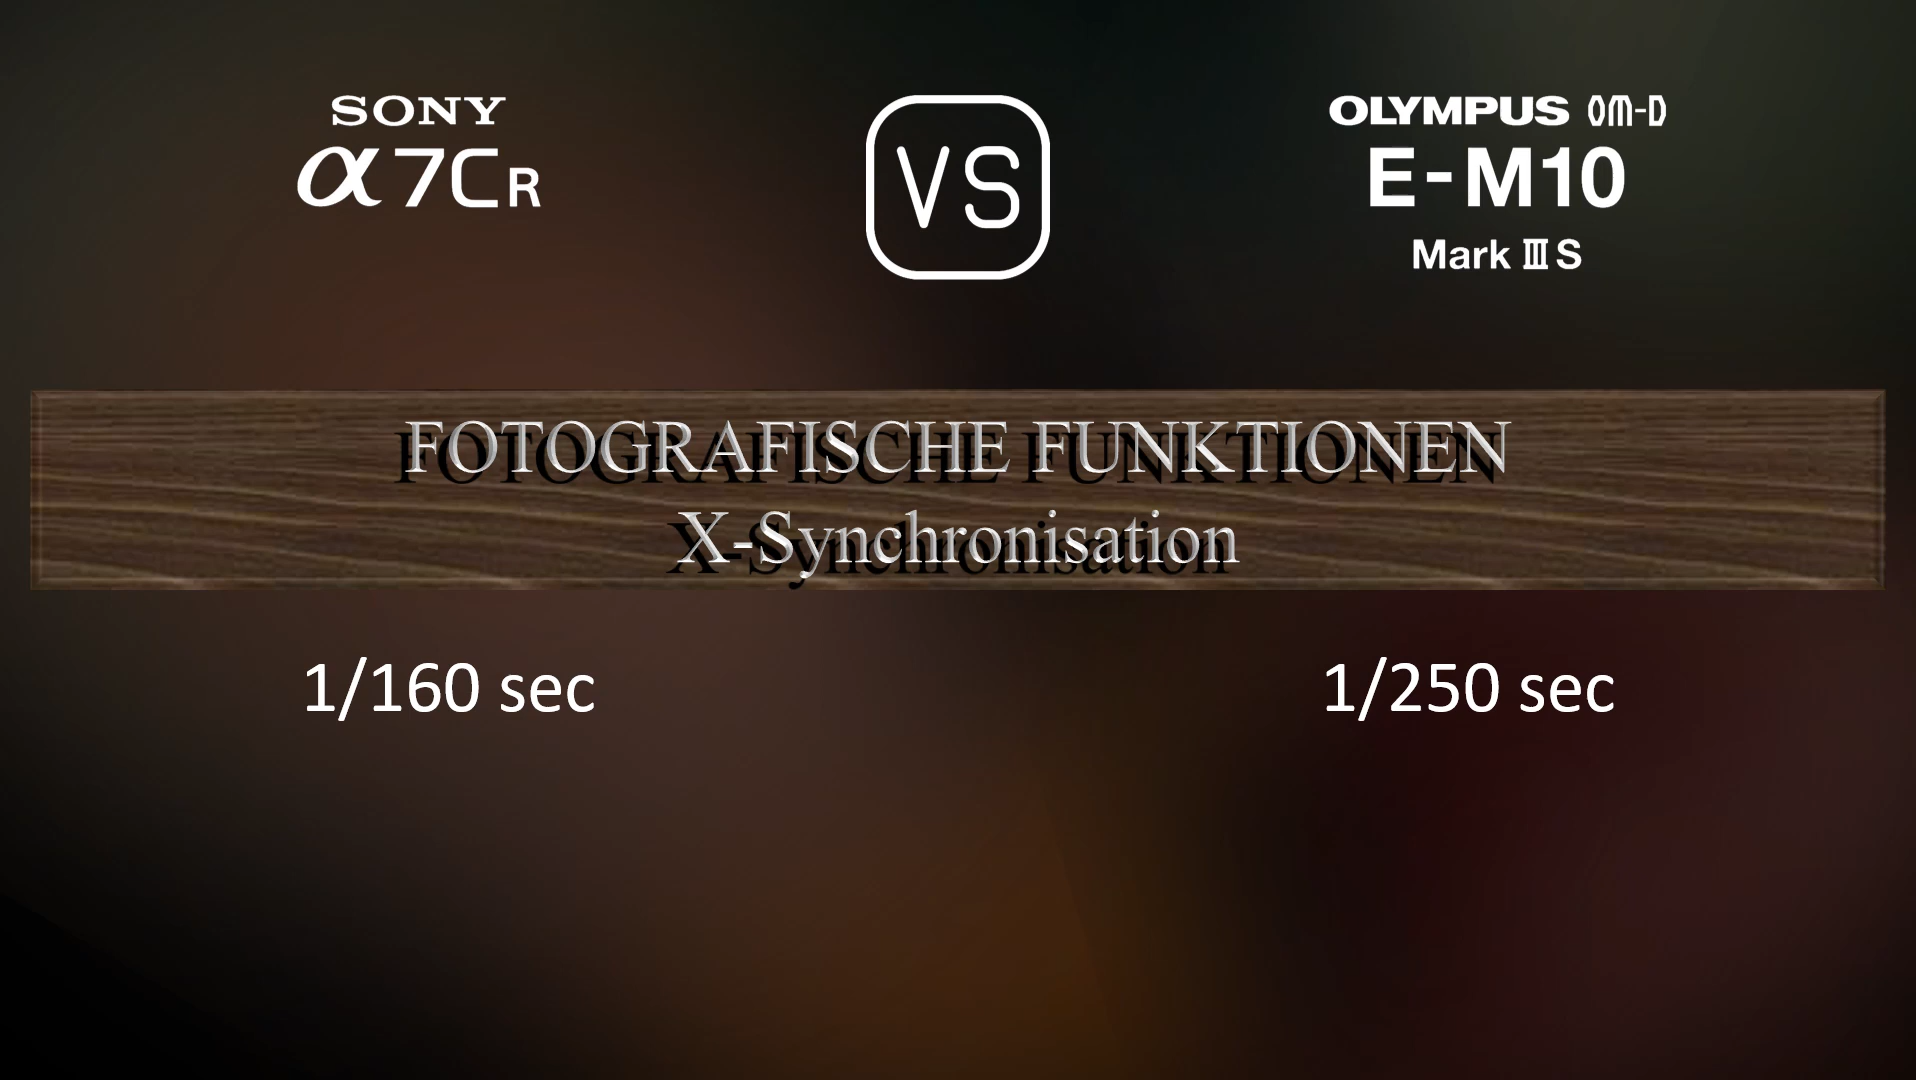 SONY
α7CR
VS
OLYMPUS OM-D
E-M10
Mark III S
FOTOGRAFISCHE FUNKTIONEN
X-Synchronisation
1/160 sec
1/250 sec